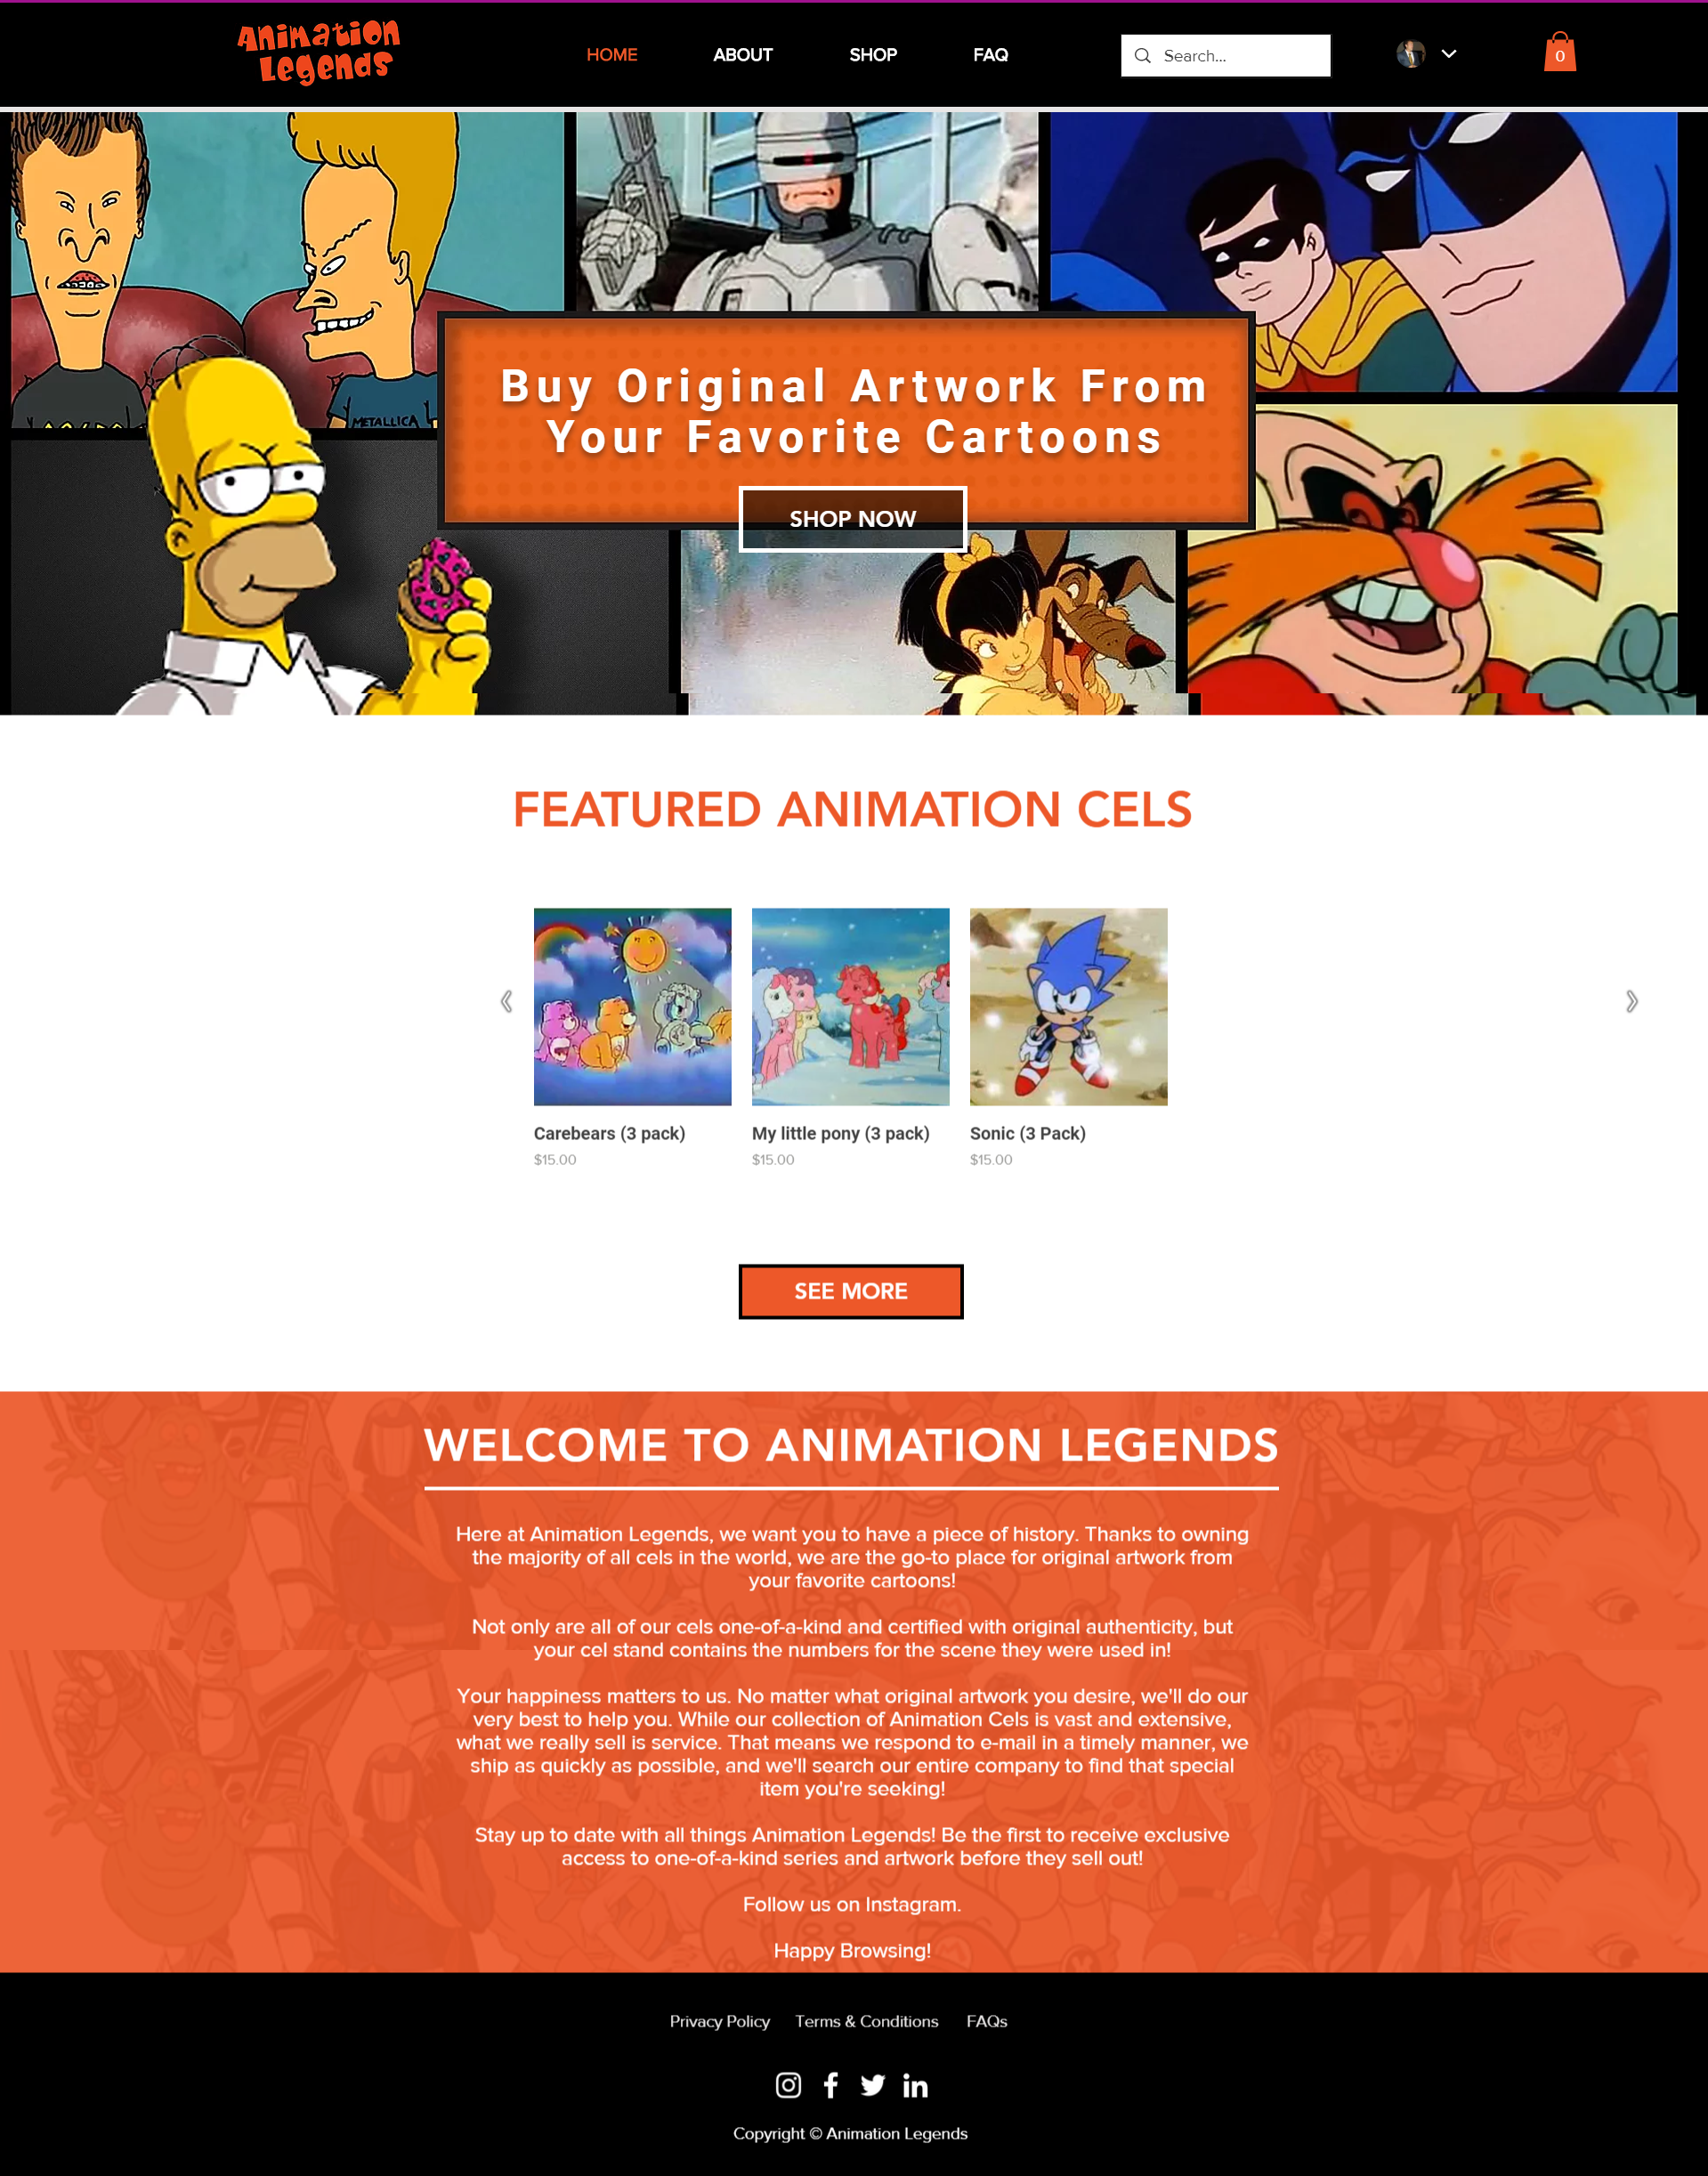 Animation
Legends
HOME
ABOUT
SHOP
FAQ
Search...
0
METALLICA
Buy Original Artwork From
Your Favorite Cartoons
SHOP NOW
FEATURED ANIMATION CELS
Carebears (3 pack)
$15.00
My little pony (3 pack)
$15.00
Sonic (3 Pack)
$15.00
SEE MORE
WELCOME TO ANIMATION LEGENDS
Here at Animation Legends, we want you to have a piece of history. Thanks to owning
the majority of all cels in the world, we are the go-to place for original artwork from
your favorite cartoons!
Not only are all of our cels one-of-a-kind and certified with original authenticity, but
your cel stand contains the numbers for the scene they were used in!
Your happiness matters to us. No matter what original artwork you desire, we'll do our
very best to help you. While our collection of Animation Cels is vast and extensive,
what we really sell is service. That means we respond to e-mail in a timely manner, we
ship as quickly as possible, and we'll search our entire company to find that special
item you're seeking!
Stay up to date with all things Animation Legends! Be the first to receive exclusive
access to one-of-a-kind series and artwork before they sell out!
Follow us on Instagram.
Happy Browsing!
Privacy Policy
Terms & Conditions
FAQs
Copyright © Animation Legends